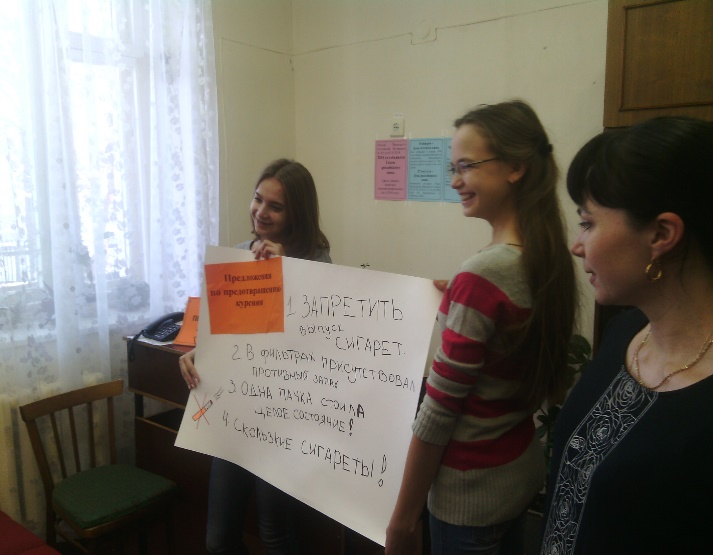 Предложения
по предотвращению
курения
1 ЗАПРЕТИТЬ
выпуск
СИГАРЕТ.
2. В ФИЛЬТРАХ ПРИСУТСТВОВАЛ
ПРОТИВНЫЙ ЗАПАХ
3. ОДНА ПАЧКА СТОИЛА
ЦЕЛОЕ СОСТОЯНИЕ!
4. СКОЛЬЗКИЕ СИГАРЕТЫ!